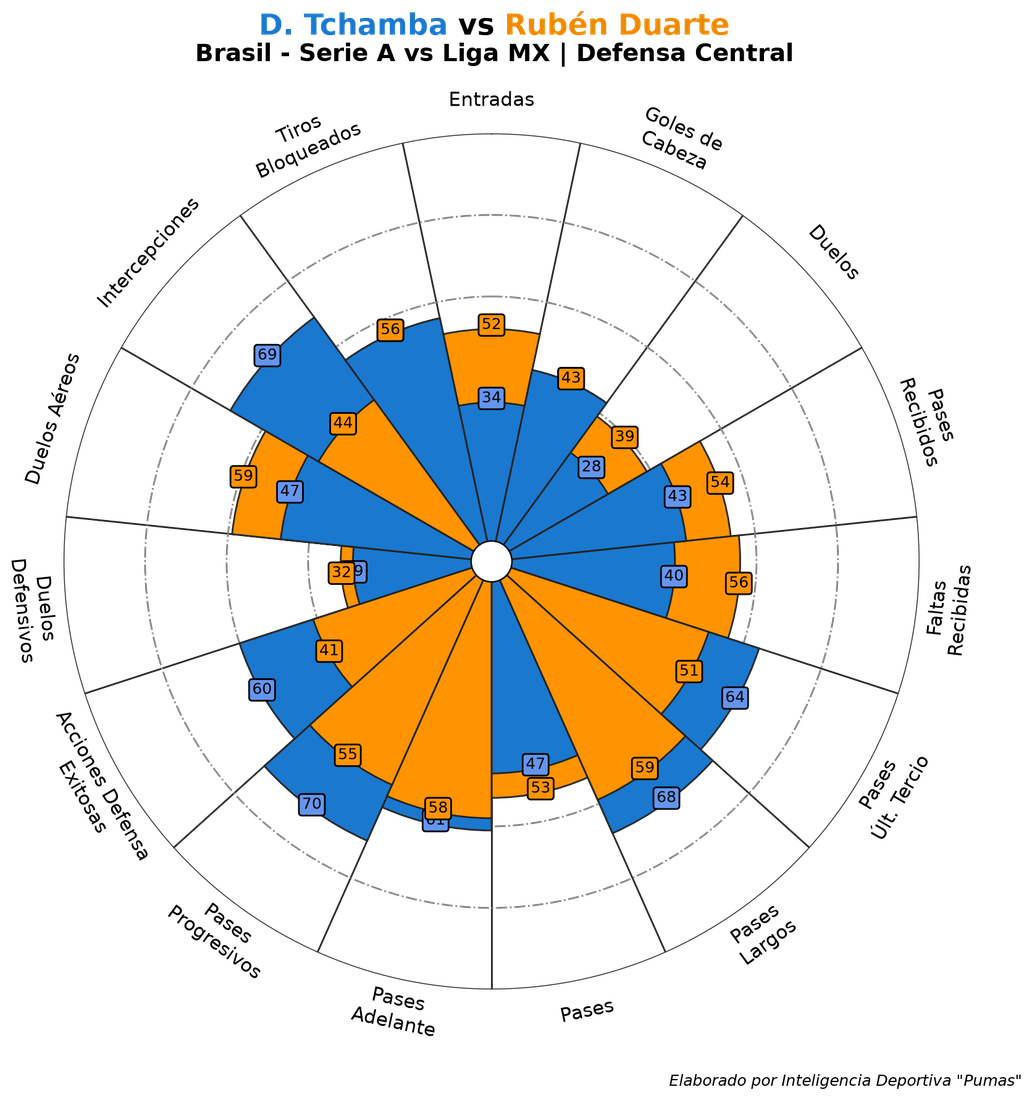 D. Tchamba vs Rubén Duarte
Brasil - Serie A vs Liga MX | Defensa Central
Entradas
Goles de
Cabeza
Duelos
Pases
Recibidos
Faltas
Recibidas
Pases
Últ. Tercio
Pases
Largos
Pases
Pases
Adelante
Pases
Progresivos
Acciones Defensa
Exitosas
Duelos
Defensivos
Duelos Aéreos
Intercepciones
Tiros
Bloqueados
52
34
43
39
28
54
43
56
40
51
64
59
68
47
53
58
61
55
70
41
60
32
59
47
69
44
56
Elaborado por Inteligencia Deportiva "Pumas"